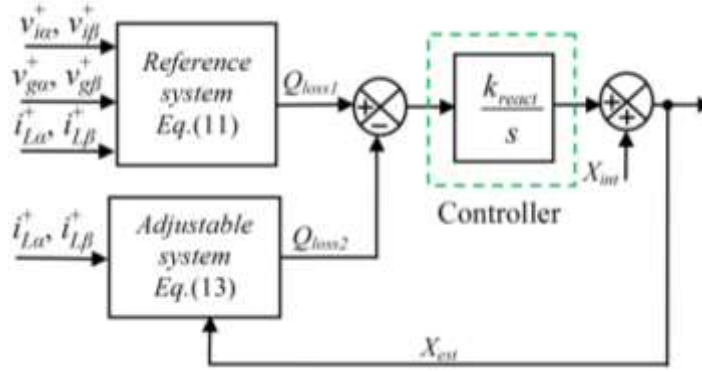 v⁺iα, v⁺iβ
v⁺gα, v⁺gβ
i⁺Lα, i⁺Lβ
Reference
system
Eq.(11)
Qloss1
+
−
kreact
s
+
+
Xint
Controller
i⁺Lα, i⁺Lβ
Adjustable
system
Eq.(13)
Qloss2
Xest